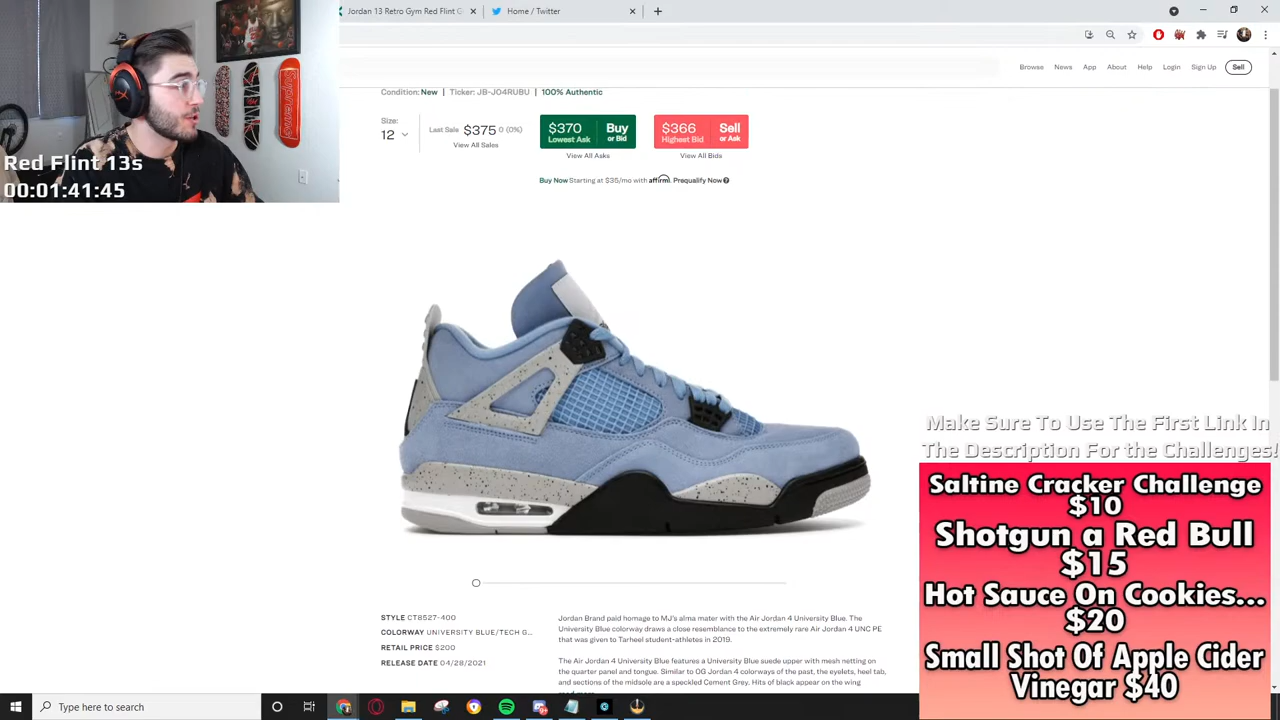 Jordan 13 Retro Gym Red Flint G
Home / Twitter
Browse News App About Help Login Sign Up Sell
Condition: New | Ticker: JB-JO4RUBU | 100% Authentic
Size:
12
Last Sale $375 0 (0%)
View All Sales
$370
Lowest Ask
Buy
or Bid
View All Asks
$366
Highest Bid
Sell
or Ask
View All Bids
Buy Now Starting at $35/mo with affirm. Prequalify Now
Red Flint 13s
00:01:41:45
Make Sure To Use The First Link In
The Description For the Challenges!
Saltine Cracker Challenge
$10
Shotgun a Red Bull
$15
Hot Sauce On Cookies...
$20
Small Shot Of Apple Cider
Vinegar $40
STYLE CT8527-400
COLORWAY UNIVERSITY BLUE/TECH G...
RETAIL PRICE $200
RELEASE DATE 04/28/2021
Jordan Brand paid homage to MJ's alma mater with the Air Jordan 4 University Blue. The
University Blue colorway draws a close resemblance to the extremely rare Air Jordan 4 UNC PE
that was given to Tarheel student-athletes in 2019.
The Air Jordan 4 University Blue features a University Blue suede upper with mesh netting on
the quarter panel and tongue. Similar to OG Jordan 4 colorways of the past, the eyelets, heel tab,
and sections of the midsole are a speckled Cement Grey. Hits of black appear on the wing
Type here to search